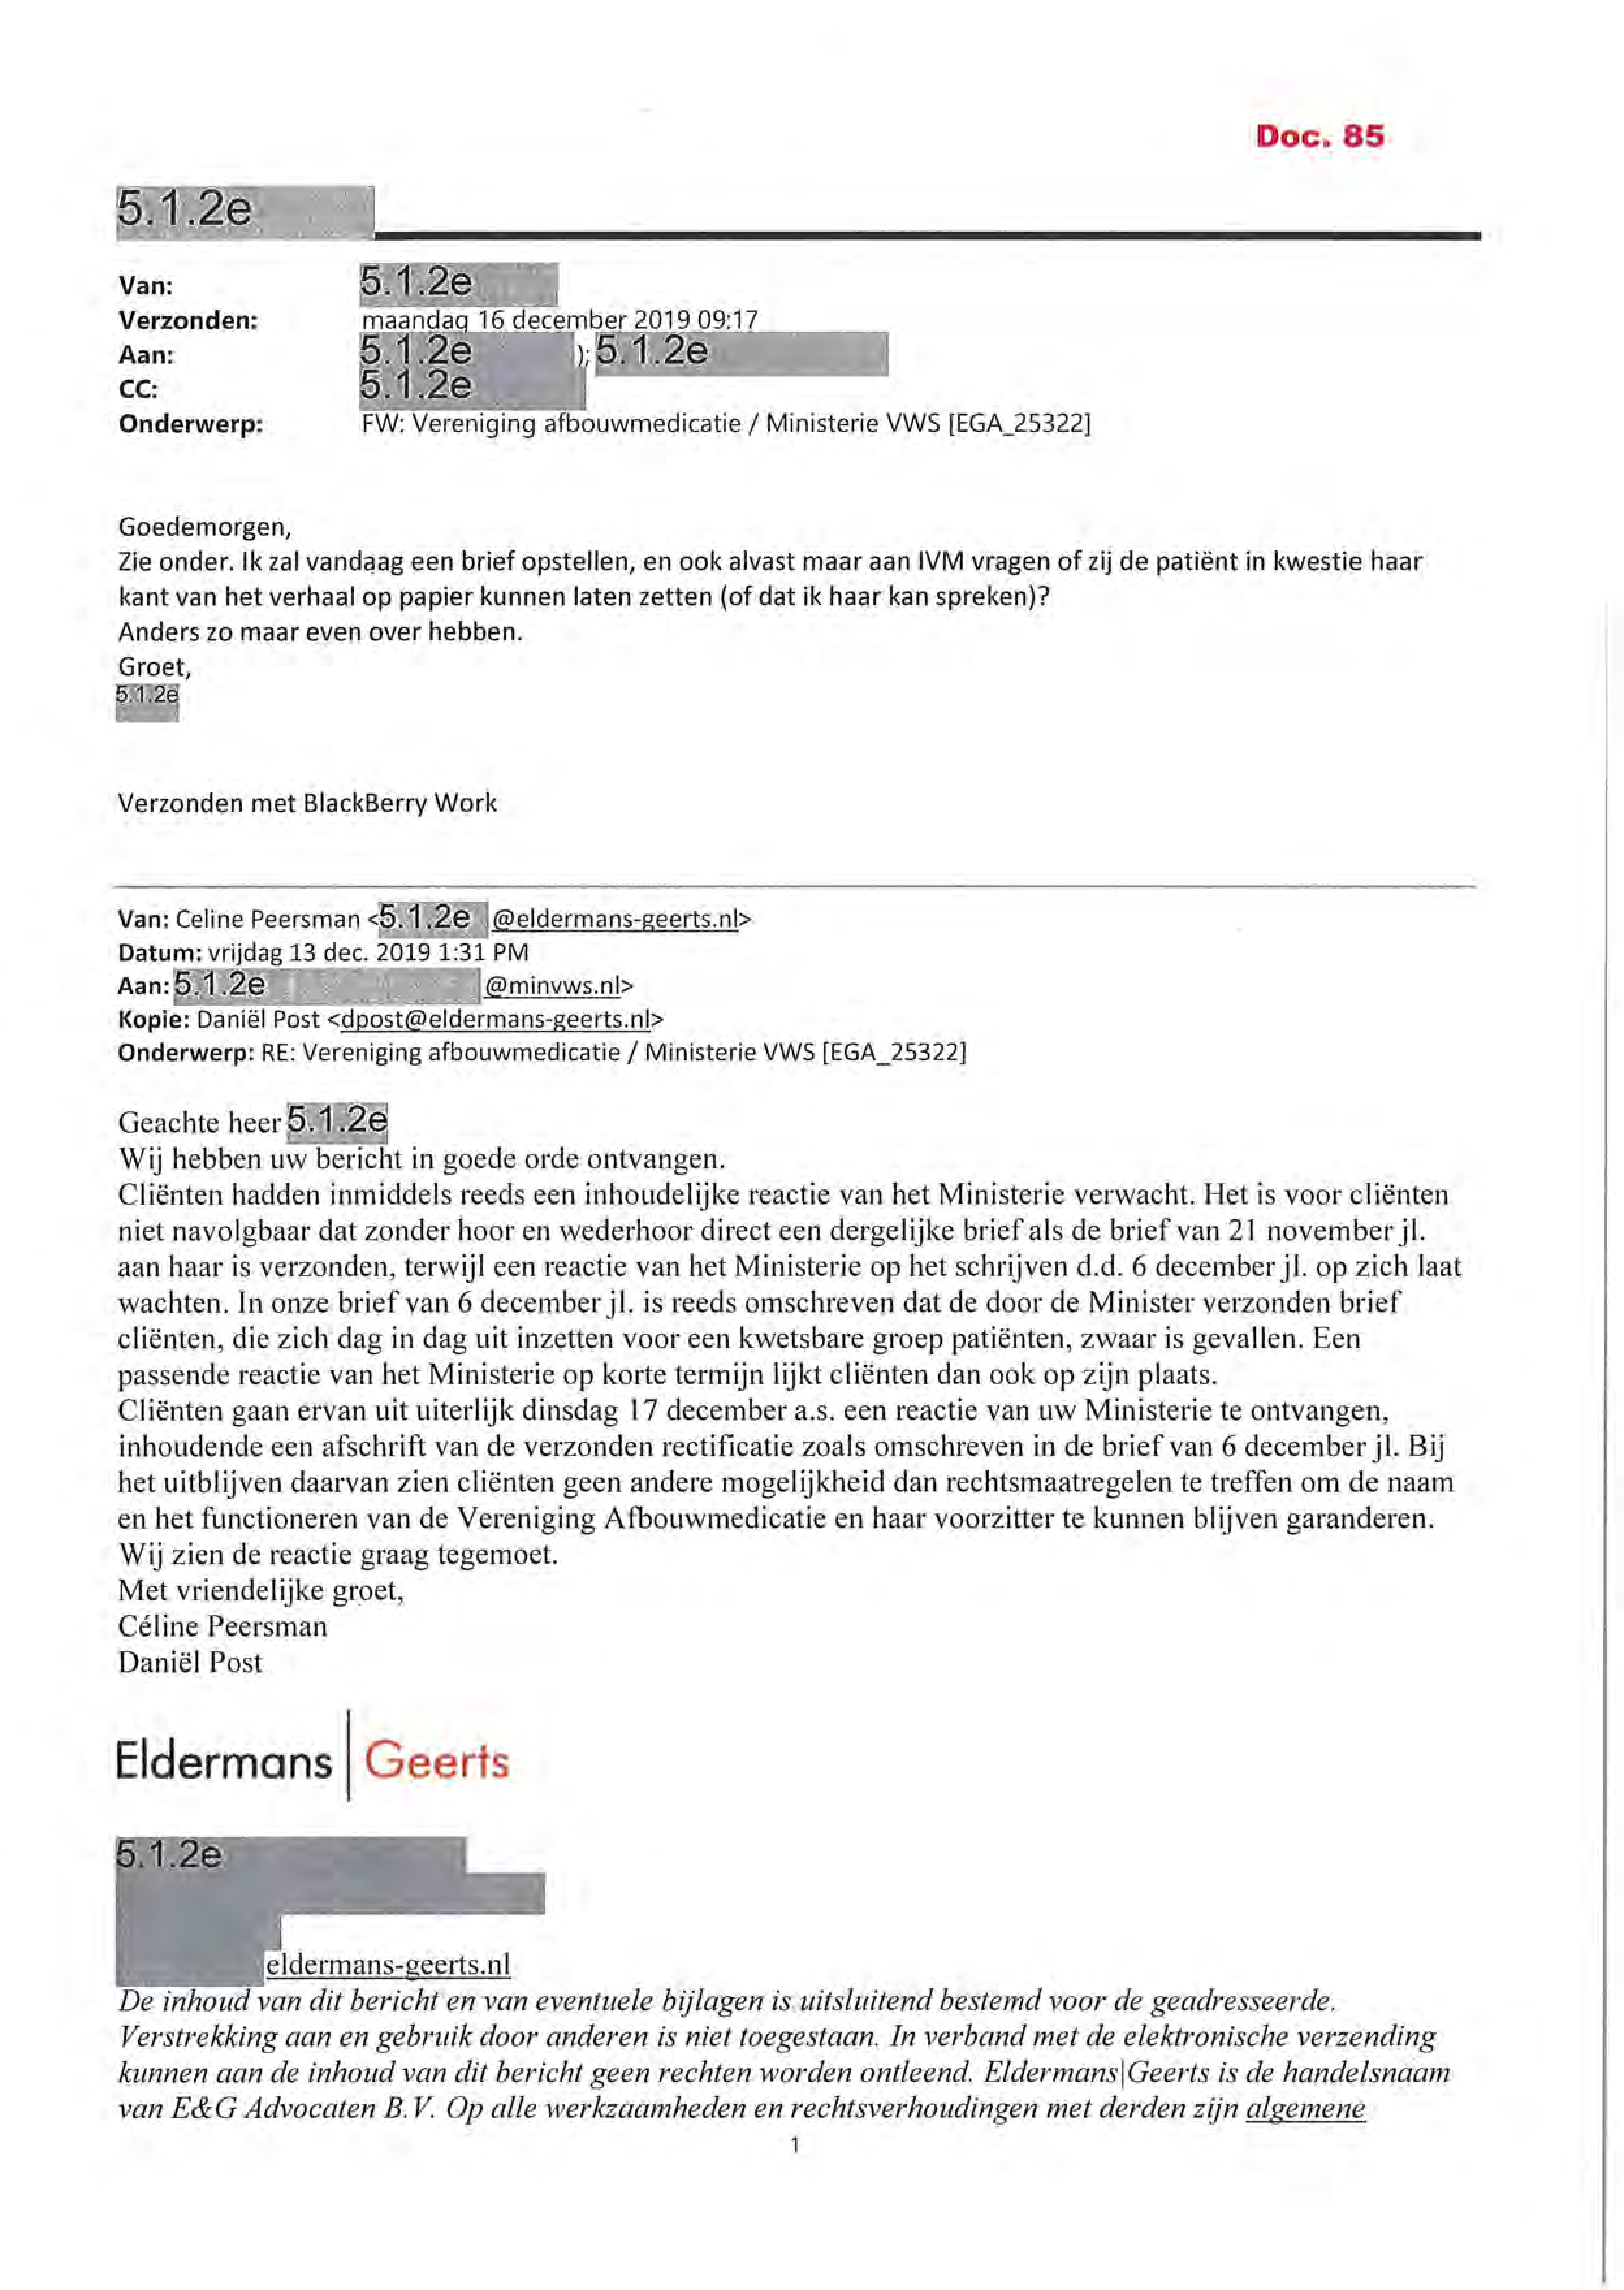 Doc. 85
5.1.2e
Van: 5.1.2e
Verzonden: maandag 16 december 2019 09:17
Aan: 5.1.2e ); 5.1.2e
CC: 5.1.2e
Onderwerp: FW: Vereniging afbouwmedicatie / Ministerie VWS [EGA_25322]
Goedemorgen,
Zie onder. Ik zal vandaag een brief opstellen, en ook alvast maar aan IVM vragen of zij de patiënt in kwestie haar
kant van het verhaal op papier kunnen laten zetten (of dat ik haar kan spreken)?
Anders zo maar even over hebben.
Groet,
5.1.2e
Verzonden met BlackBerry Work
Van: Celine Peersman <5.1.2e @eldermans-geerts.nl>
Datum: vrijdag 13 dec. 2019 1:31 PM
Aan: 5.1.2e @minvws.nl>
Kopie: Daniël Post <dpost@eldermans-geerts.nl>
Onderwerp: RE: Vereniging afbouwmedicatie / Ministerie VWS [EGA_25322]
Geachte heer 5.1.2e
Wij hebben uw bericht in goede orde ontvangen.
Cliënten hadden inmiddels reeds een inhoudelijke reactie van het Ministerie verwacht. Het is voor cliënten
niet navolgbaar dat zonder hoor en wederhoor direct een dergelijke brief als de brief van 21 november jl.
aan haar is verzonden, terwijl een reactie van het Ministerie op het schrijven d.d. 6 december jl. op zich laat
wachten. In onze brief van 6 december jl. is reeds omschreven dat de door de Minister verzonden brief
cliënten, die zich dag in dag uit inzetten voor een kwetsbare groep patiënten, zwaar is gevallen. Een
passende reactie van het Ministerie op korte termijn lijkt cliënten dan ook op zijn plaats.
Cliënten gaan ervan uit uiterlijk dinsdag 17 december a.s. een reactie van uw Ministerie te ontvangen,
inhoudende een afschrift van de verzonden rectificatie zoals omschreven in de brief van 6 december jl. Bij
het uitblijven daarvan zien cliënten geen andere mogelijkheid dan rechtsmaatregelen te treffen om de naam
en het functioneren van de Vereniging Afbouwmedicatie en haar voorzitter te kunnen blijven garanderen.
Wij zien de reactie graag tegemoet.
Met vriendelijke groet,
Céline Peersman
Daniël Post
Eldermans | Geerts
5.1.2e
eldermans-geerts.nl
De inhoud van dit bericht en van eventuele bijlagen is uitsluitend bestemd voor de geadresseerde.
Verstrekking aan en gebruik door anderen is niet toegestaan. In verband met de elektronische verzending
kunnen aan de inhoud van dit bericht geen rechten worden ontleend. Eldermans|Geerts is de handelsnaam
van E&G Advocaten B.V. Op alle werkzaamheden en rechtsverhoudingen met derden zijn algemene
1